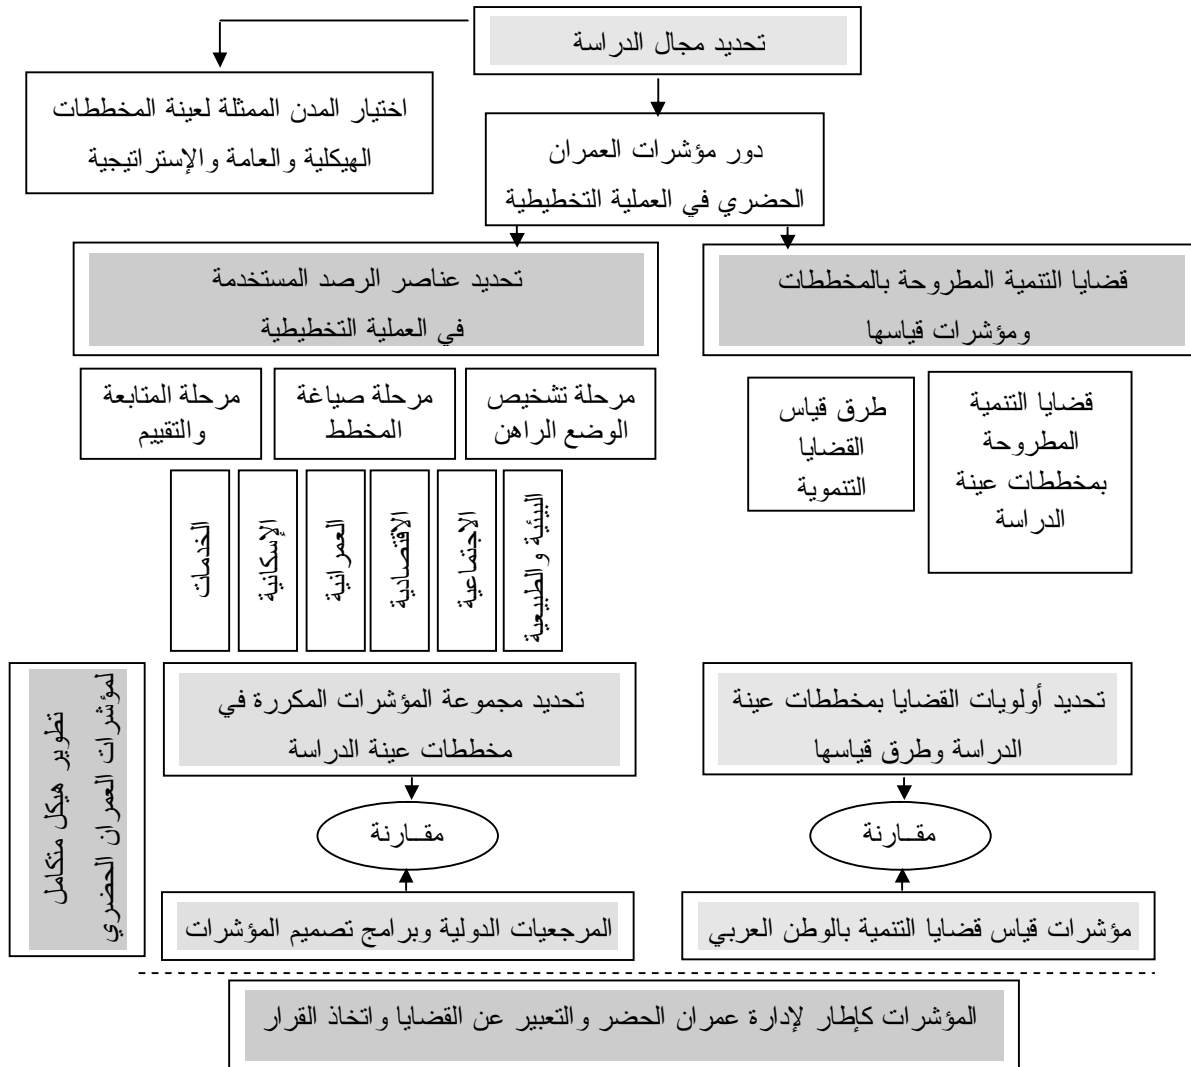 تحديد مجال الدراسة
اختيار المدن الممثلة لعينة المخططات
الهيكلية والعامة والإستراتيجية
دور مؤشرات العمران
الحضري في العملية التخطيطية
قضايا التنمية المطروحة بالمخططات
ومؤشرات قياسها
تحديد عناصر الرصد المستخدمة
في العملية التخطيطية
قضايا التنمية
المطروحة
بمخططات عينة
الدراسة
طرق قياس
القضايا
التنموية
مرحلة تشخيص
الوضع الراهن
مرحلة صياغة
المخطط
مرحلة المتابعة
والتقييم
البيئية والطبيعية
الاجتماعية
الاقتصادية
العمرانية
الإسكانية
الخدمات
تحديد أولويات القضايا بمخططات عينة
الدراسة وطرق قياسها
تحديد مجموعة المؤشرات المكررة في
مخططات عينة الدراسة
تطوير هيكل متكامل
لمؤشرات العمران الحضري
مقــارنة
مقــارنة
مؤشرات قياس قضايا التنمية بالوطن العربي
المرجعيات الدولية وبرامج تصميم المؤشرات
المؤشرات كإطار لإدارة عمران الحضر والتعبير عن القضايا واتخاذ القرار